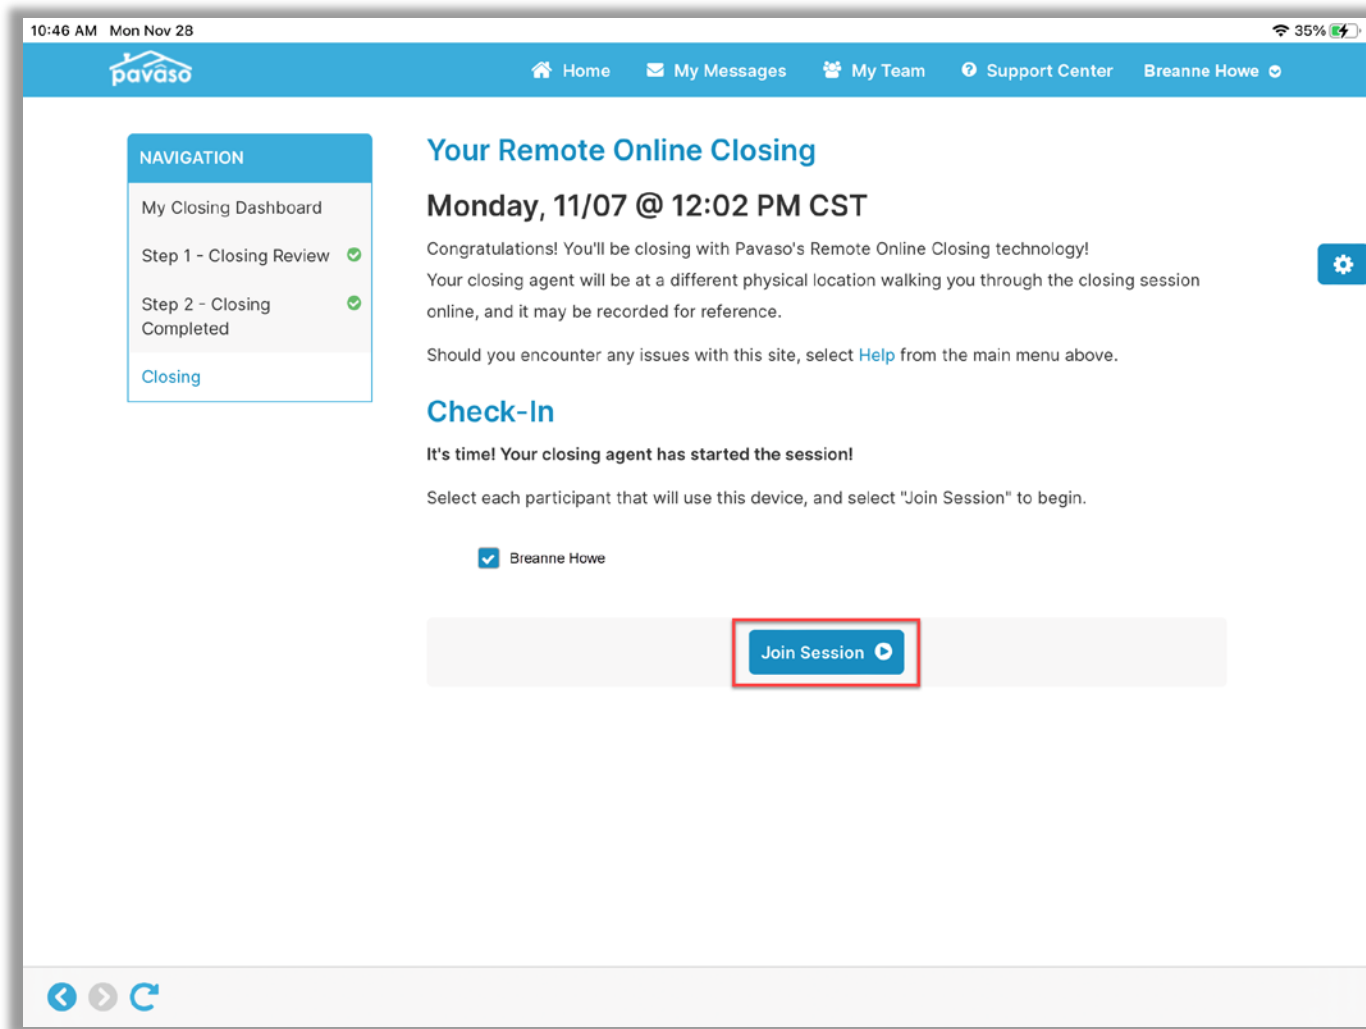 10:46 AM Mon Nov 28
35%
pavaso
Home
My Messages
My Team
Support Center
Breanne Howe
NAVIGATION
My Closing Dashboard
Step 1 - Closing Review
Step 2 - Closing
Completed
Closing
Your Remote Online Closing
Monday, 11/07 @ 12:02 PM CST
Congratulations! You'll be closing with Pavaso's Remote Online Closing technology!
Your closing agent will be at a different physical location walking you through the closing session
online, and it may be recorded for reference.
Should you encounter any issues with this site, select Help from the main menu above.
Check-In
It's time! Your closing agent has started the session!
Select each participant that will use this device, and select "Join Session" to begin.
Breanne Howe
Join Session